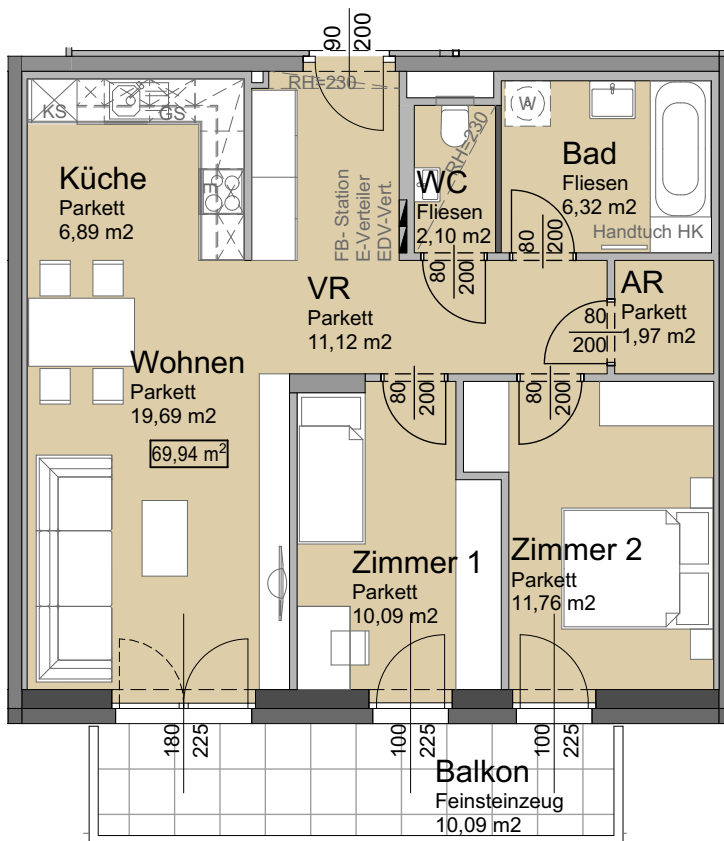 90
200
RH=230
KS
GS
E
Küche
Parkett
6,89 m2
FB- Station
E-Verteiler
EDV-Vert.
RH=230
WC
Fliesen
2,10 m2
W
Bad
Fliesen
6,32 m2
Handtuch HK
80
200
80
200
VR
Parkett
11,12 m2
AR
Parkett
1,97 m2
80
200
Wohnen
Parkett
19,69 m2
69,94 m²
80
200
80
200
Zimmer 1
Parkett
10,09 m2
Zimmer 2
Parkett
11,76 m2
180
225
100
225
100
225
Balkon
Feinsteinzeug
10,09 m2